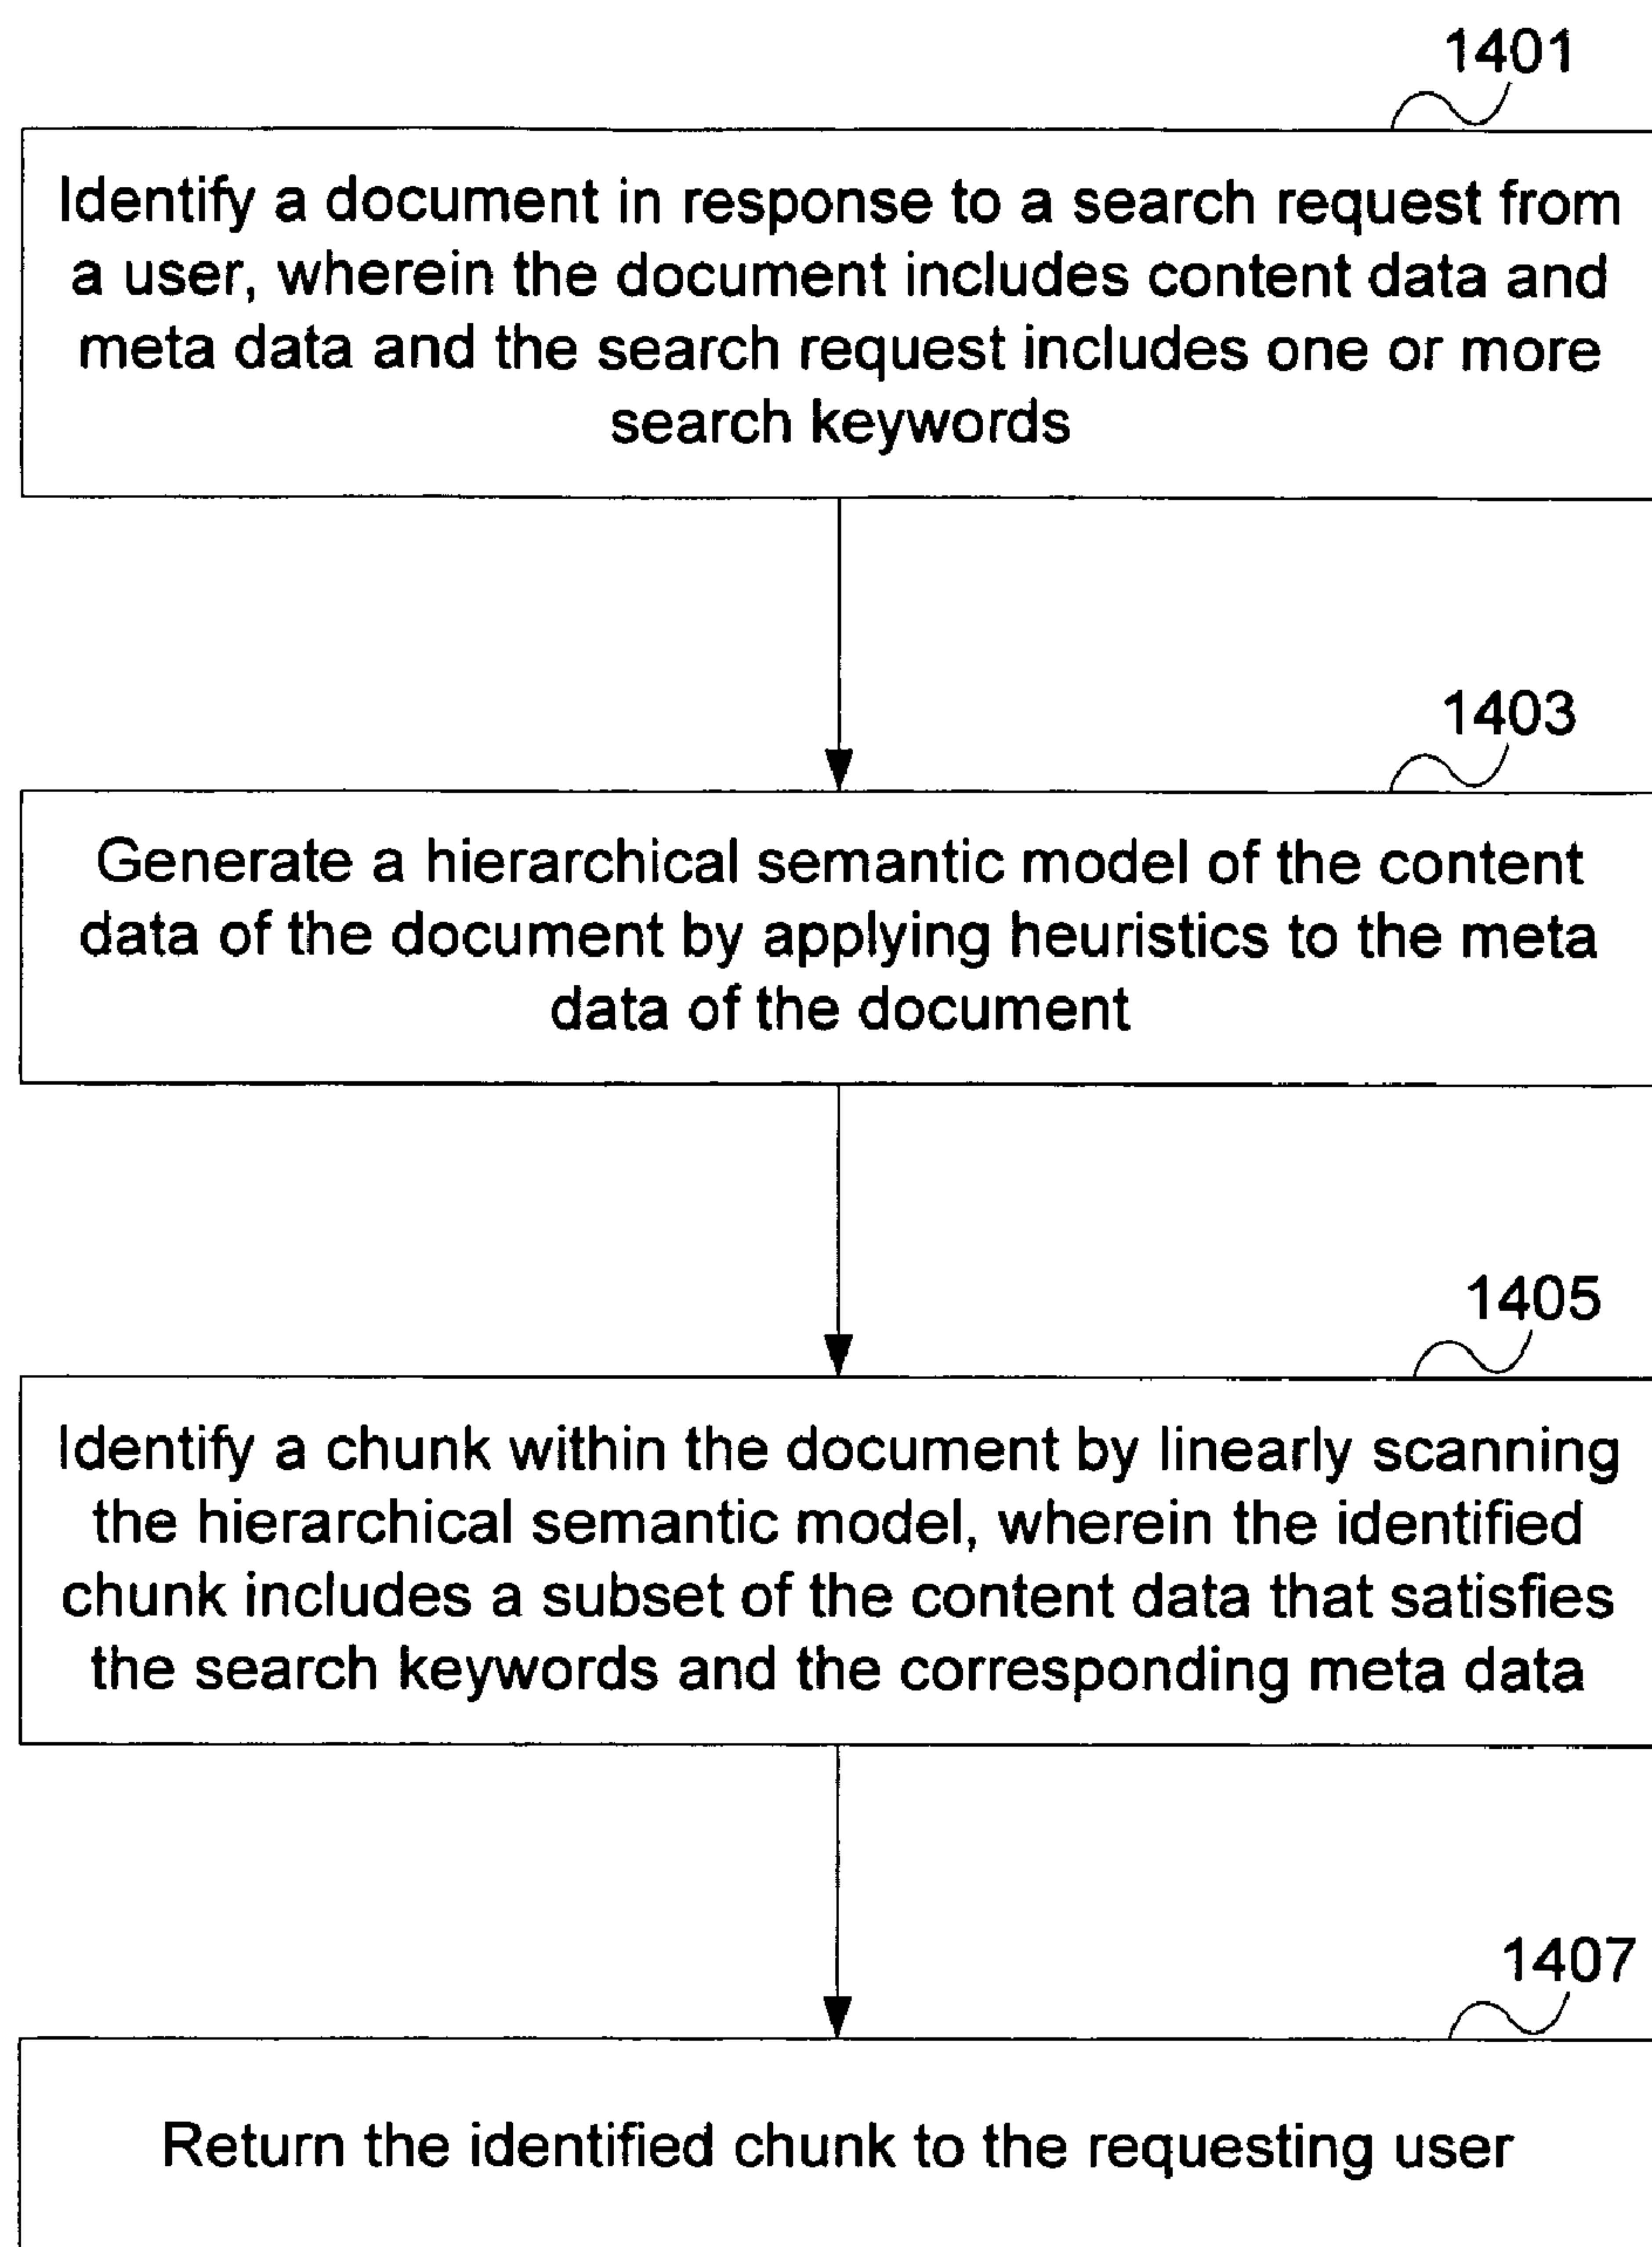 1401
Identify a document in response to a search request from
a user, wherein the document includes content data and
meta data and the search request includes one or more
search keywords
1403
Generate a hierarchical semantic model of the content
data of the document by applying heuristics to the meta
data of the document
1405
Identify a chunk within the document by linearly scanning
the hierarchical semantic model, wherein the identified
chunk includes a subset of the content data that satisfies
the search keywords and the corresponding meta data
1407
Return the identified chunk to the requesting user